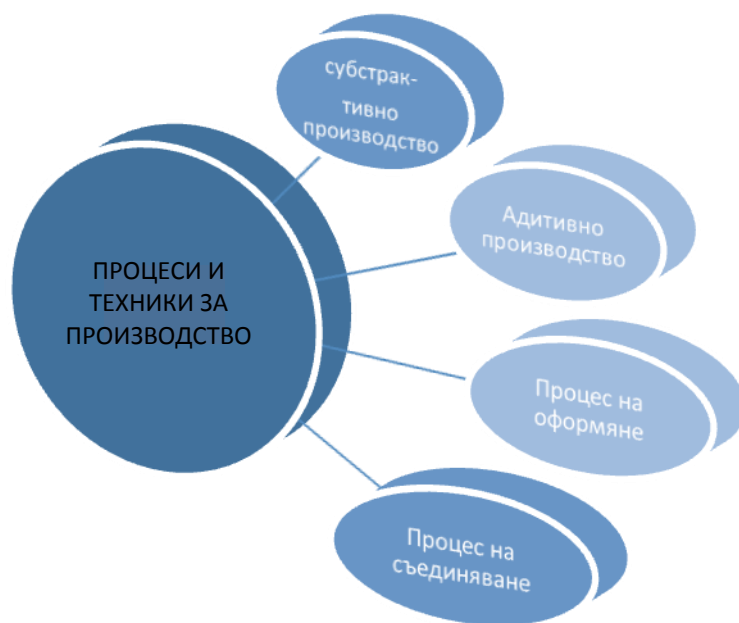 субстрак-
тивно
производство
Адитивно
производство
ПРОЦЕСИ И
ТЕХНИКИ ЗА
ПРОИЗВОДСТВО
Процес на
оформяне
Процес на
съединяване